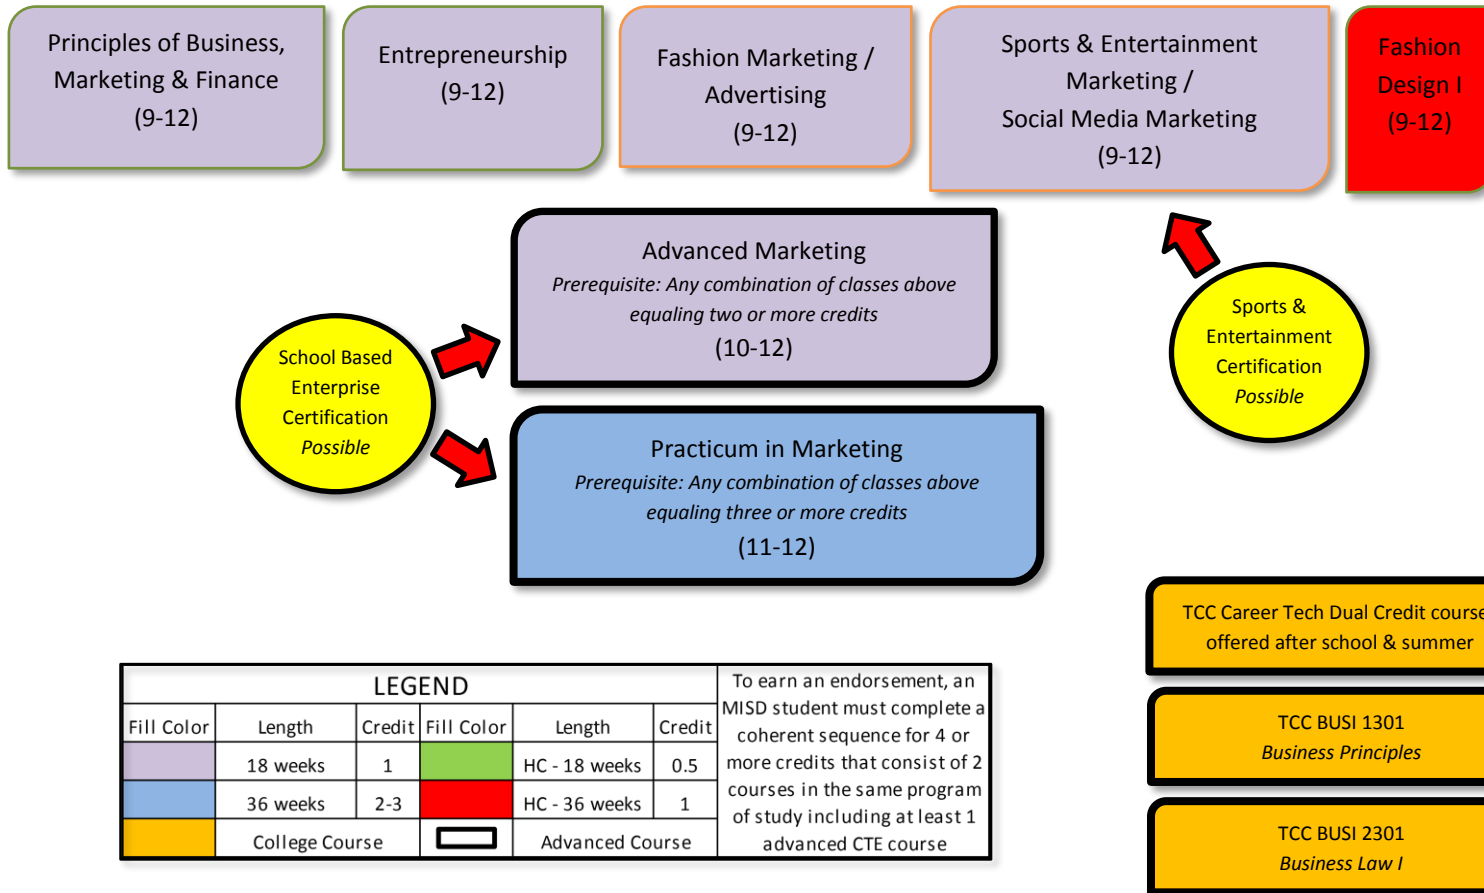 Principles of Business,
Marketing & Finance
(9-12)
Entrepreneurship
(9-12)
Fashion Marketing /
Advertising
(9-12)
Sports & Entertainment
Marketing /
Social Media Marketing
(9-12)
Fashion
Design I
(9-12)
Advanced Marketing
Prerequisite: Any combination of classes above
equaling two or more credits
(10-12)
School Based
Enterprise
Certification
Possible
Sports &
Entertainment
Certification
Possible
Practicum in Marketing
Prerequisite: Any combination of classes above
equaling three or more credits
(11-12)
TCC Career Tech Dual Credit course
offered after school & summer
TCC BUSI 1301
Business Principles
TCC BUSI 2301
Business Law I
LEGEND
Fill Color Length Credit Fill Color Length Credit
18 weeks 1 HC - 18 weeks 0.5
36 weeks 2-3 HC - 36 weeks 1
College Course Advanced Course
To earn an endorsement, an
MISD student must complete a
coherent sequence for 4 or
more credits that consist of 2
courses in the same program
of study including at least 1
advanced CTE course